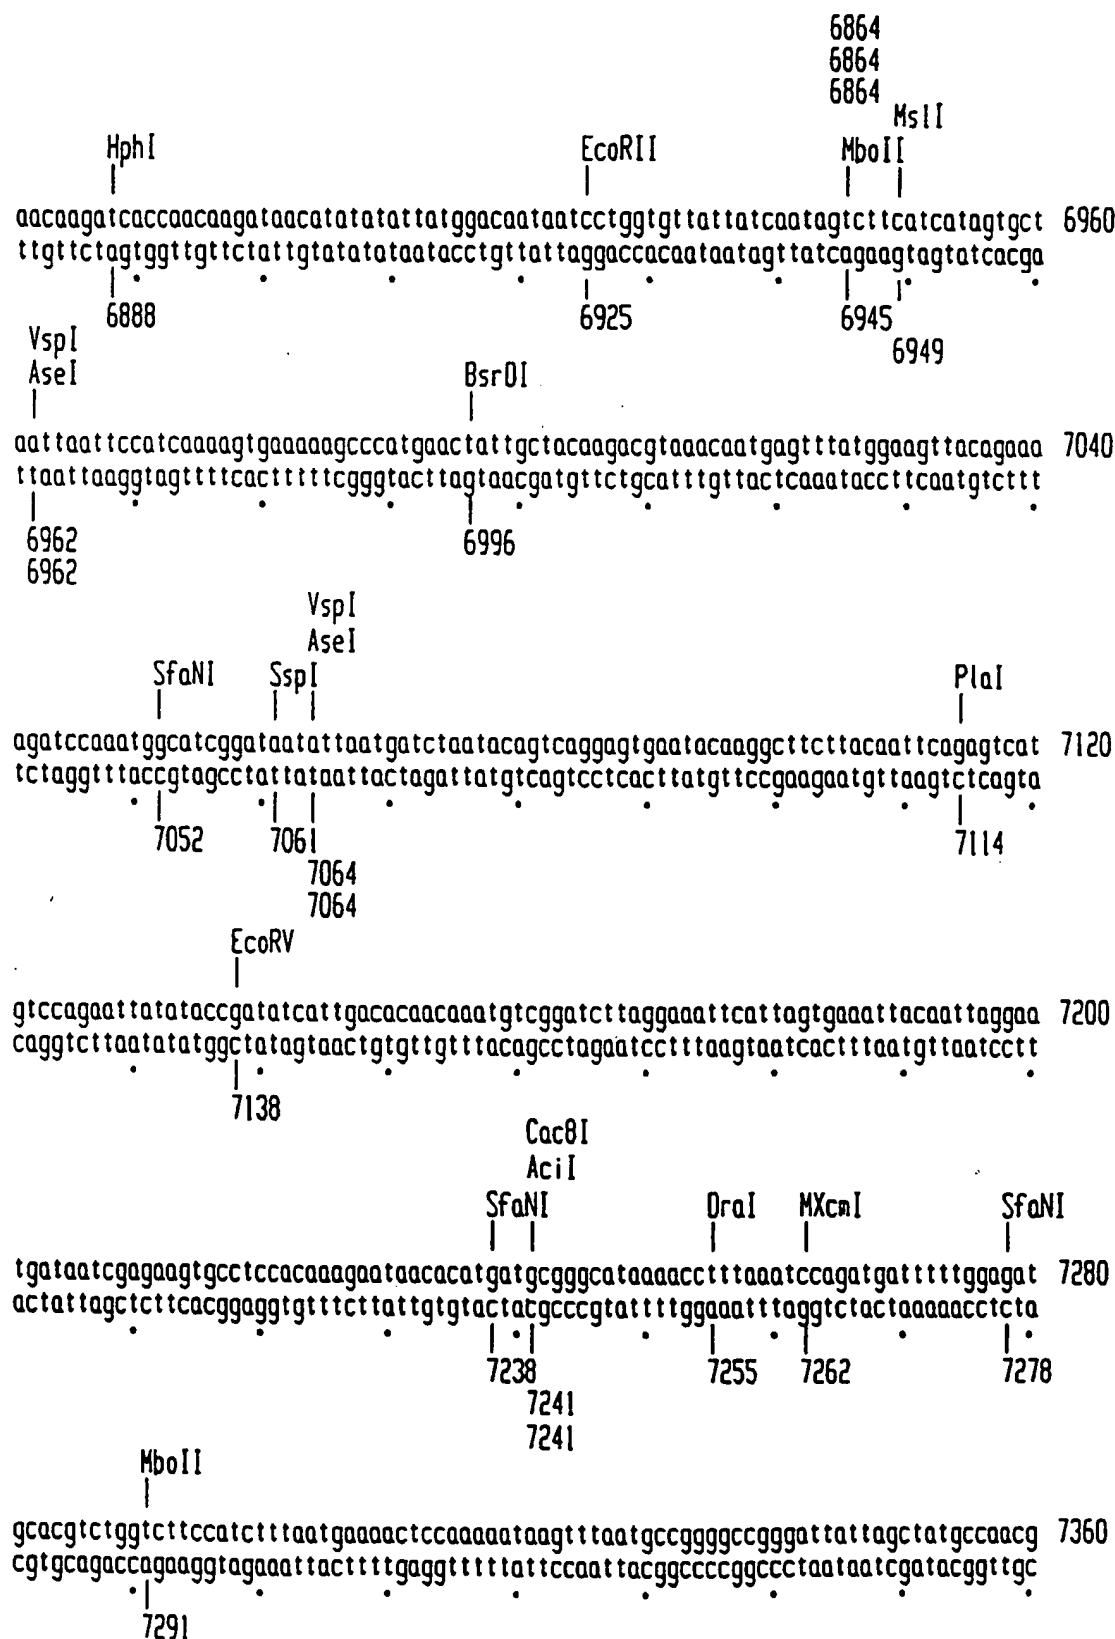 6864
6864
6864
MslI
HphI EcoRII MboII
aacaagatcaccaacaagataacatatatattatggacaataatcctggtgttattatcaatagtcttcatcatagtgct 6960
ttgttctagtggttgttctattgtatatataatacctgttattaggaccacaataatagttatcagaagtagtatcacga
6888 6925 6945
6949
VspI
AseI BsrDI
aattaattccatcaaaagtgaaaaagcccatgaactattgctacaagacgtaaacaatgagtttatggaagttacagaaa 7040
ttaattaaggtagttttcactttttcgggtacttagtaacgatgttctgcatttgttactcaaataccttcaatgtcttt
6962 6996
6962
VspI
AseI
SfaNI SspI PlaI
agatccaaatggcatcggataatattaatgatctaatacagtcaggagtgaatacaaggcttcttacaattcagagtcat 7120
tctaggtttaccgtagcctattataattactagattatgtcagtcctcacttatgttccgaagaatgttaagtctcagta
7052 7061 7114
7064
7064
EcoRV
gtccagaattatataccgatatcattgacacaacaaatgtcggatcttaggaaattcattagtgaaattacaattaggaa 7200
caggtcttaatatatggctatagtaactgtgttgtttacagcctagaatcctttaagtaatcactttaatgttaatcctt
7138
Cac8I
AciI
SfaNI DraI MXcmI SfaNI
tgataatcgagaagtgcctccacaaagaataacacatgatgcgggcataaaacctttaaatccagatgatttttggagat 7280
actattagctcttcacggaggtgtttcttattgtgtactacgcccgtattttggaaatttaggtctactaaaaacctcta
7238 7255 7262 7278
7241
7241
MboII
gcacgtctggtcttccatctttaatgaaaactccaaaaataagtttaatgccggggccgggattattagctatgccaacg 7360
cgtgcagaccagaaggtagaaattacttttgaggtttttattccaattacggccccggccctaataatcgatacggttgc
7291